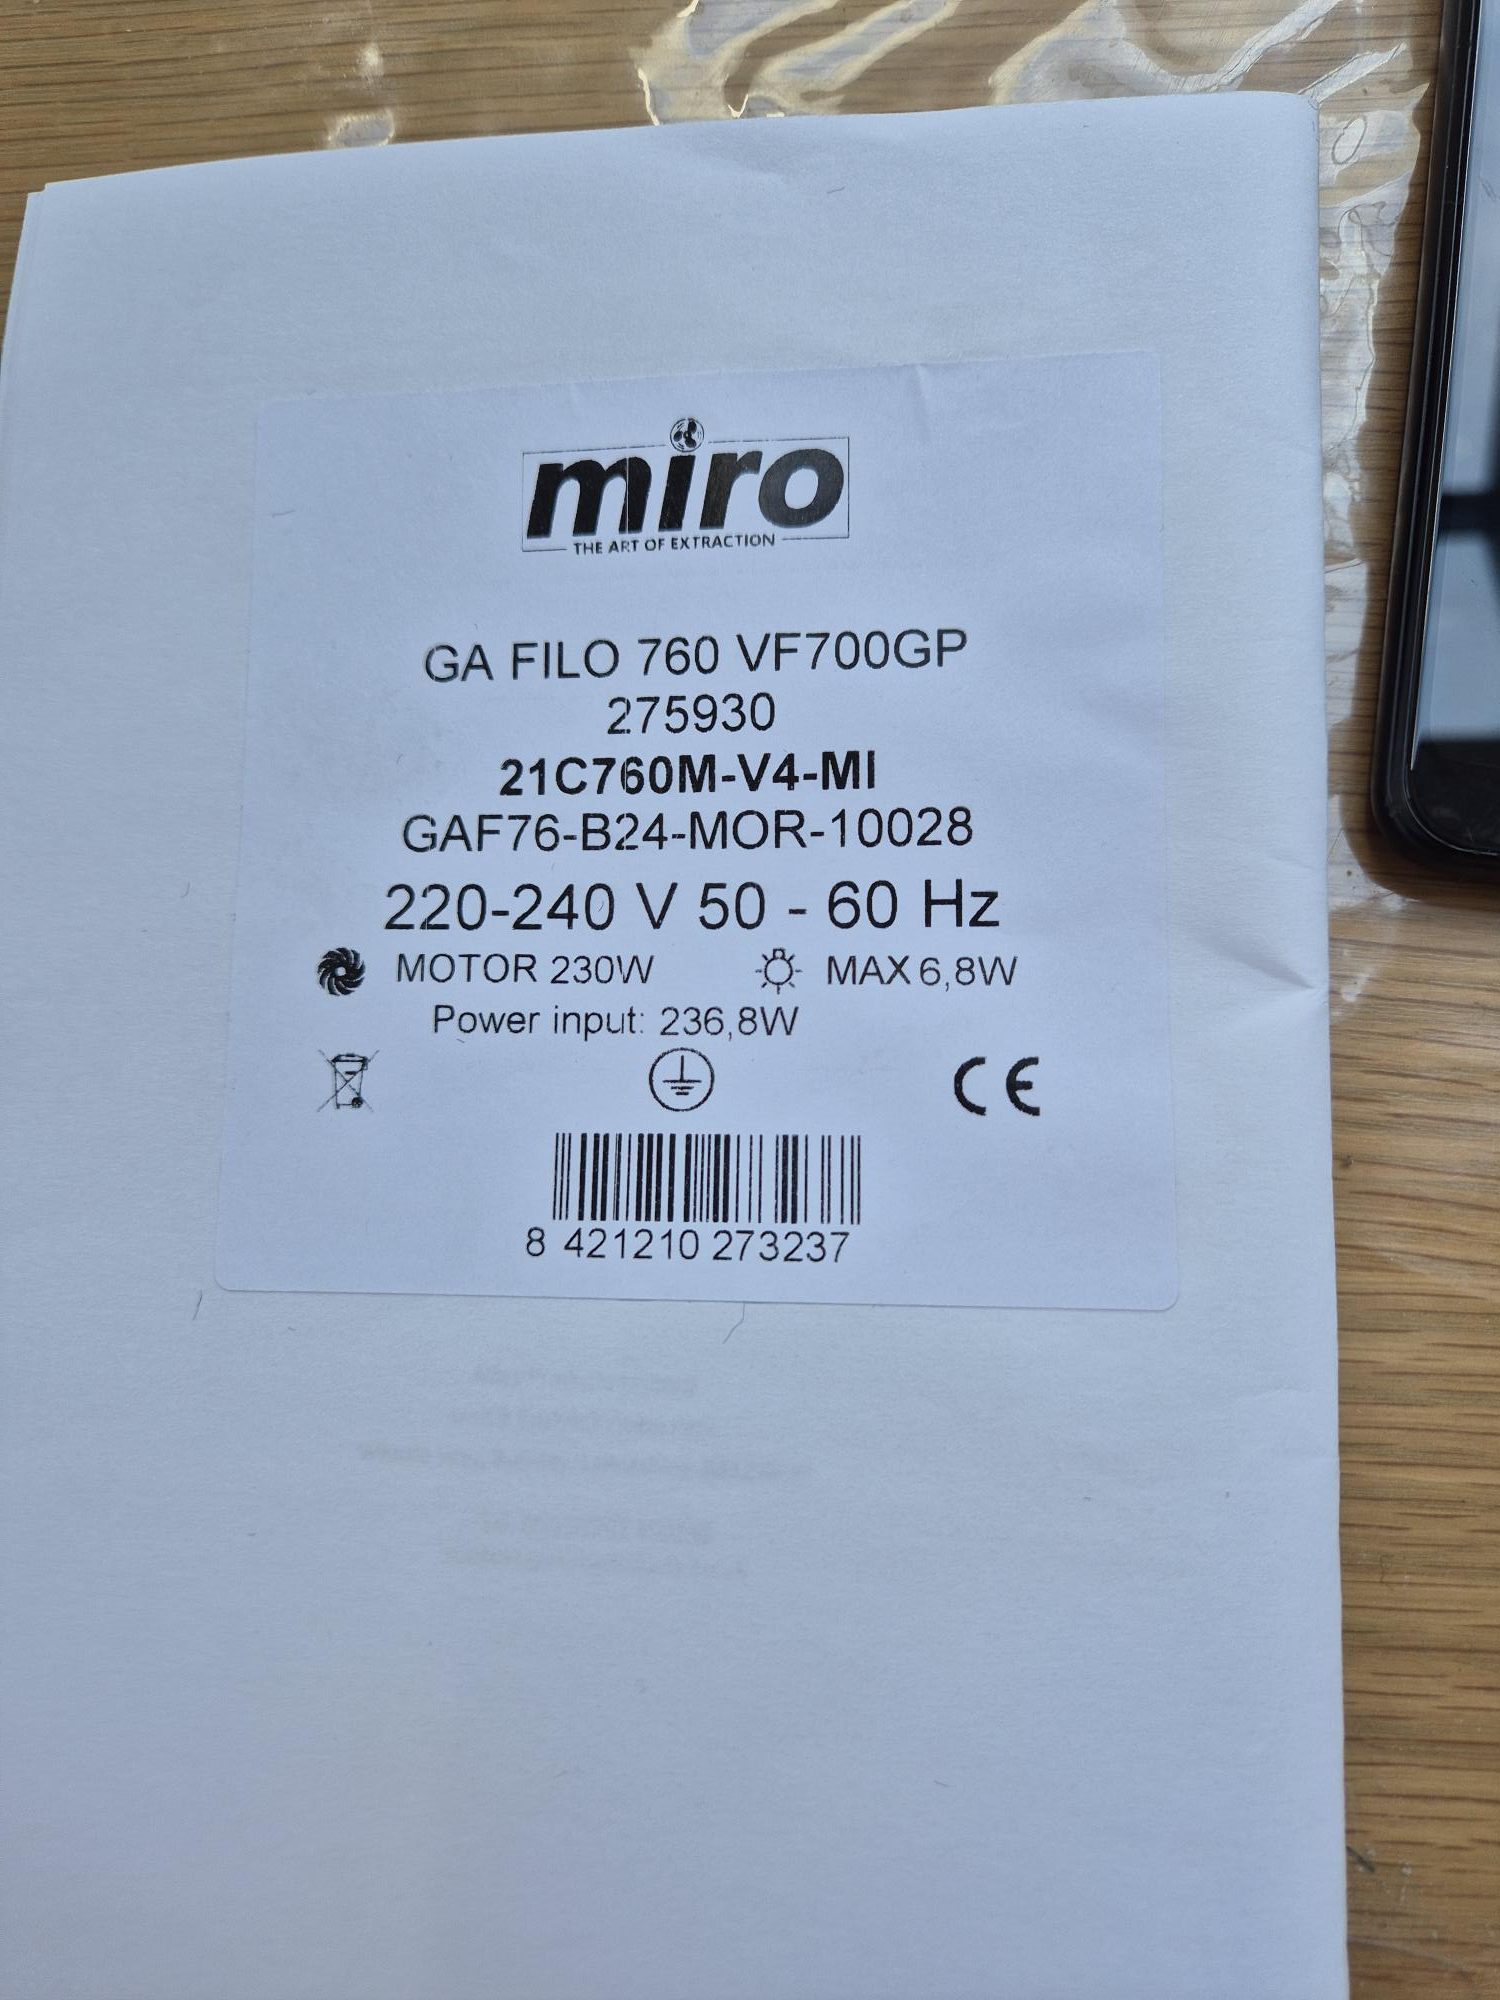 miro
THE ART OF EXTRACTION
GA FILO 760 VF700GP
275930
21C760M-V4-MI
GAF76-B24-MOR-10028
220-240 V 50 - 60 Hz
MOTOR 230W MAX 6,8W
Power input: 236,8W
CE
8 421210 273237